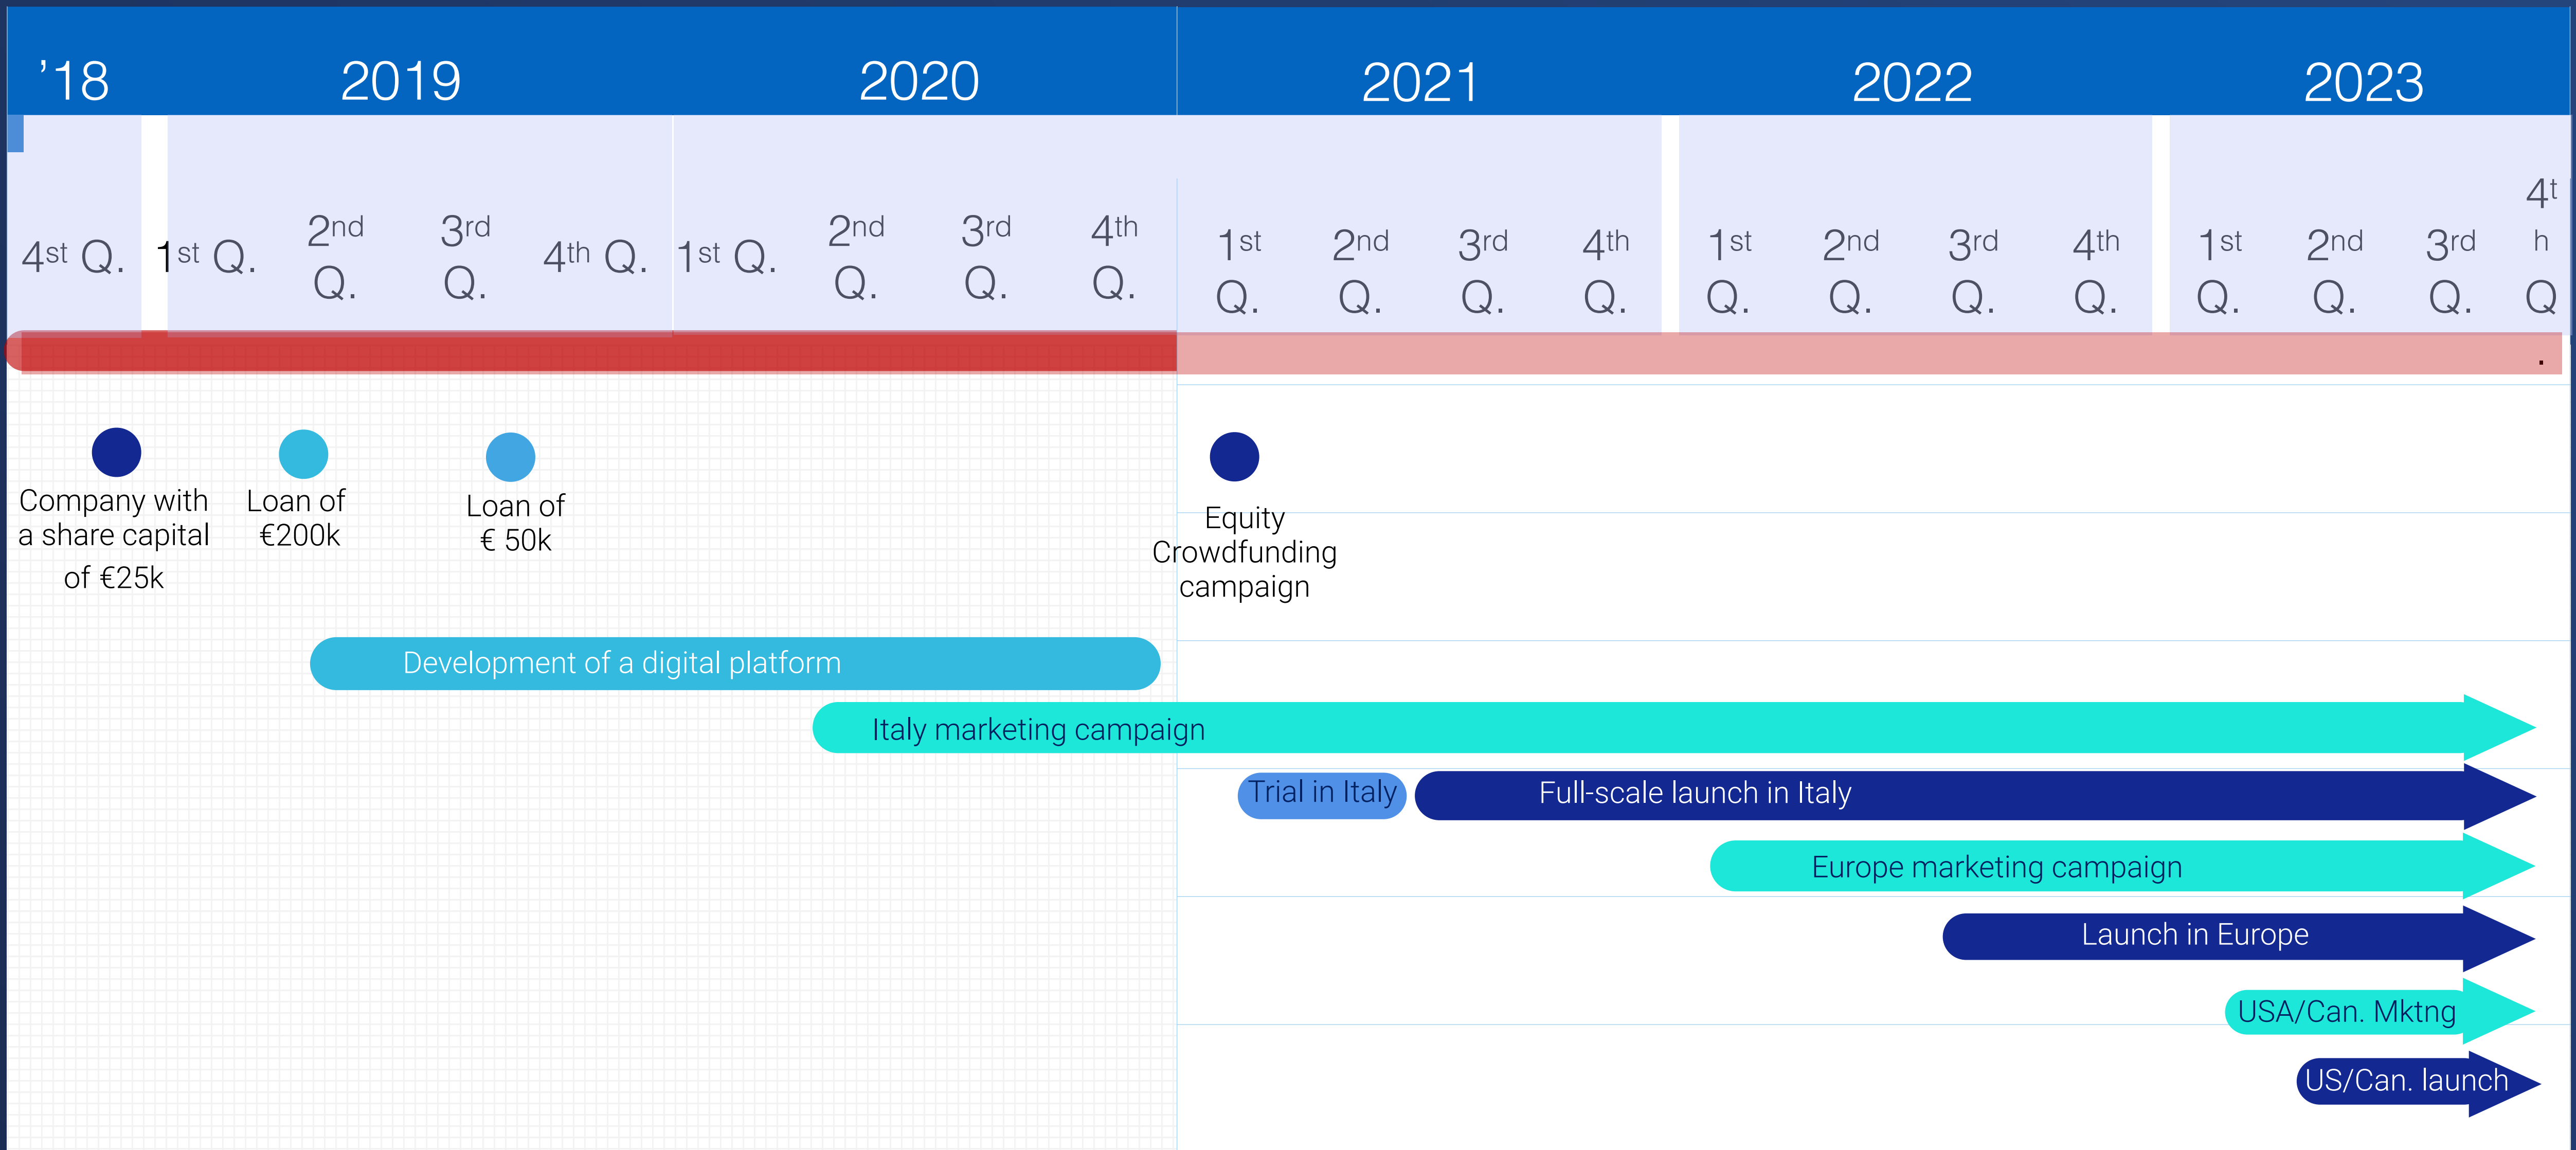 ’18 2019 2020 2021 2022 2023
4st Q. 1st Q. 2nd Q. 3rd Q. 4th Q. 1st Q. 2nd Q. 3rd Q. 4th Q. 1st Q. 2nd Q. 3rd Q. 4th Q. 1st Q. 2nd Q. 3rd Q. 4th Q. 1st Q. 2nd Q. 3rd Q. 4th Q.
Company with
a share capital
of €25k
Loan of
€200k
Loan of
€ 50k
Equity
Crowdfunding
campaign
Development of a digital platform
Italy marketing campaign
Trial in Italy
Full-scale launch in Italy
Europe marketing campaign
Launch in Europe
USA/Can. Mktng
US/Can. launch